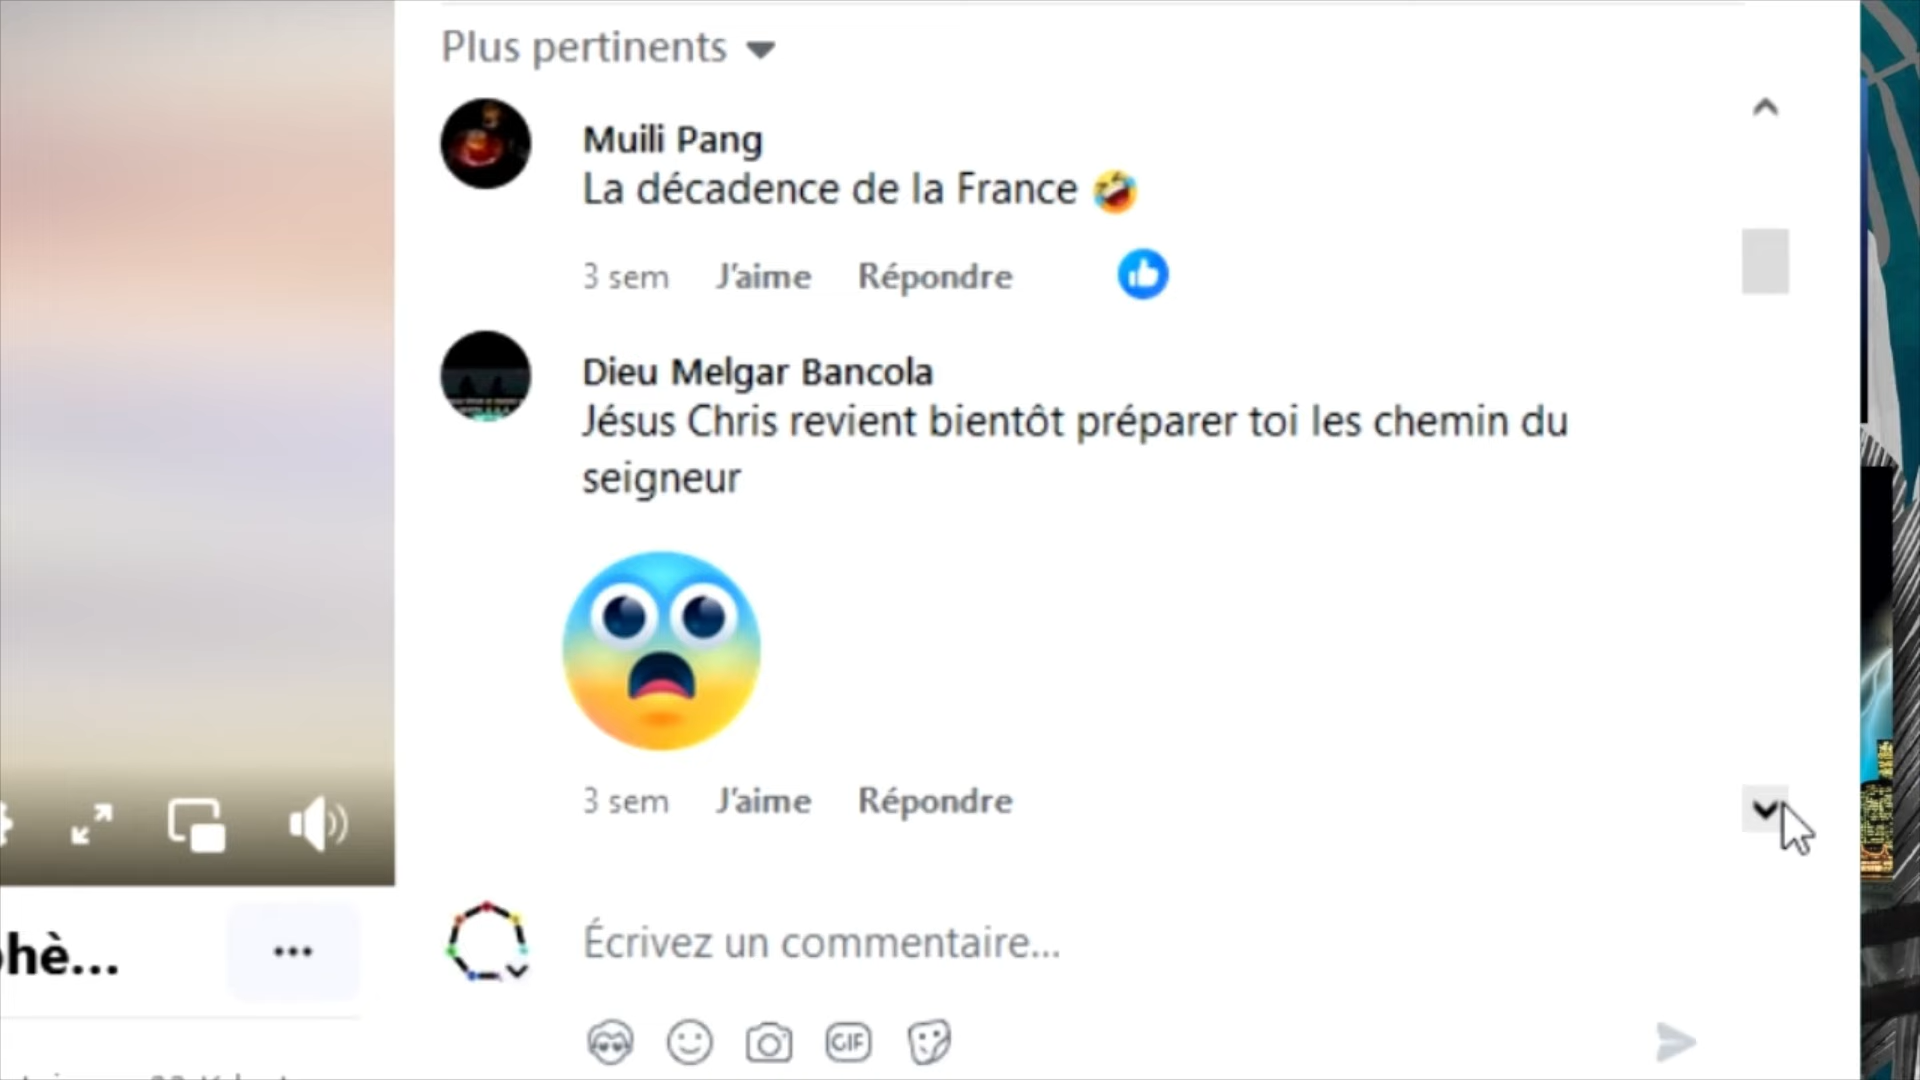 Plus pertinents
Muili Pang
La décadence de la France 🤣
3 sem J'aime Répondre
Dieu Melgar Bancola
Jésus Chris revient bientôt préparer toi les chemin du
seigneur
3 sem J'aime Répondre
hè...
Écrivez un commentaire...
GIF